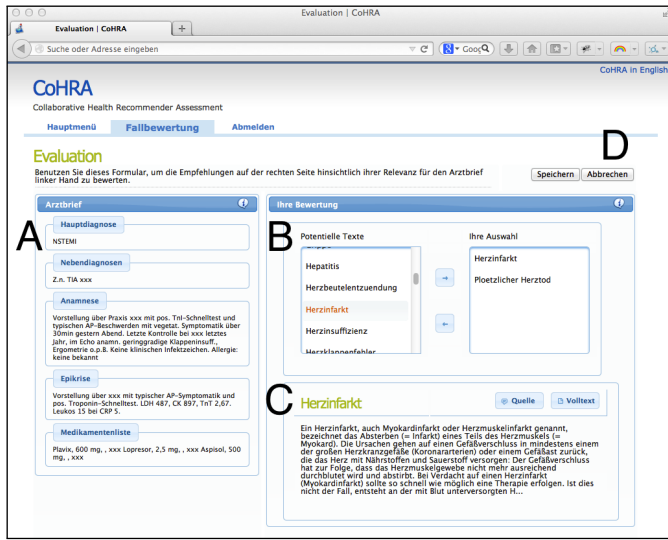 Evaluation | CoHRA
Evaluation | CoHRA
Suche oder Adresse eingeben
CoHRA in English
CoHRA
Collaborative Health Recommender Assessment
Hauptmenü Fallbewertung Abmelden
D
Evaluation
Benutzen Sie dieses Formular, um die Empfehlungen auf der rechten Seite hinsichtlich ihrer Relevanz für den Arztbrief
linker Hand zu bewerten.
Speichern Abbrechen
A
Arztbrief
Hauptdiagnose
NSTEMI
Nebendiagnosen
Z.n. TIA xxx
Anamnese
Vorstellung über Praxis xxx mit pos. TnI-Schnelltest und
typischen AP-Beschwerden mit vegetat. Symptomatik über
30min gestern Abend. Letzte Kontrolle bei xxx letztes
Jahr, im Echo anamn. geringgradige Klappeninsuff.,
Ergometrie o.p.B. Keine klinischen Infektzeichen. Allergie:
keine bekannt
Epikrise
Vorstellung über xxx mit typischer AP-Symptomatik und
pos. Troponin-Schnelltest. LDH 487, CK 897, TnT 2,67.
Leukos 15 bei CRP 5.
Medikamentenliste
Plavix, 600 mg, , xxx Lopresor, 2,5 mg, , xxx Aspisol, 500
mg, , xxx
Ihre Bewertung
B
Potentielle Texte
Hepatitis
Herzbeutelentzuendung
Herzinfarkt
Herzinsuffizienz
Herzklappenfehler
Ihre Auswahl
Herzinfarkt
Ploetzlicher Herztod
C
Herzinfarkt
Quelle Volltext
Ein Herzinfarkt, auch Myokardinfarkt oder Herzmuskelinfarkt genannt,
bezeichnet das Absterben (= Infarkt) eines Teils des Herzmuskels (=
Myokard). Die Ursachen gehen auf einen Gefäßverschluss in mindestens einem
der großen Herzkranzgefäße (Koronararterien) oder einem Gefäßast zurück,
die das Herz mit Nährstoffen und Sauerstoff versorgen: Der Gefäßverschluss
hat zur Folge, dass das Herzmuskelgewebe nicht mehr ausreichend
durchblutet wird und abstirbt. Bei Verdacht auf einen Herzinfarkt
(Myokardinfarkt) sollte so schnell wie möglich eine Therapie erfolgen. Ist dies
nicht der Fall, entsteht an der mit Blut unterversorgten H...